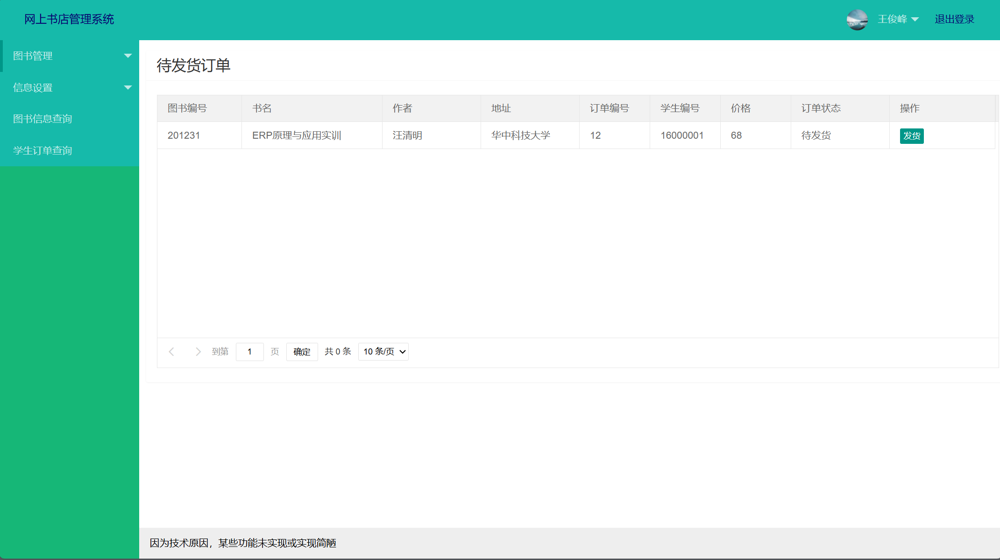 网上书店管理系统
王俊峰
退出登录
图书管理
信息设置
图书信息查询
学生订单查询
待发货订单
图书编号 书名 作者 地址 订单编号 学生编号 价格 订单状态 操作
201231 ERP原理与应用实训 汪清明 华中科技大学 12 16000001 68 待发货 发货
到第 1 页 确定 共 0 条 10 条/页
因为技术原因，某些功能未实现或实现简陋